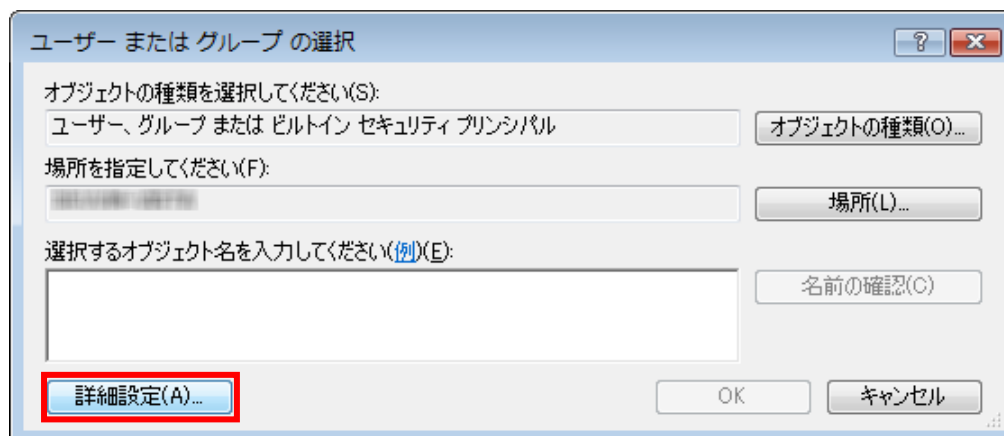 ユーザー または グループ の選択
オブジェクトの種類を選択してください(S):
ユーザー、グループ または ビルトイン セキュリティ プリンシパル
オブジェクトの種類(O)...
場所を指定してください(F):
場所(L)...
選択するオブジェクト名を入力してください(例)(E):
名前の確認(C)
詳細設定(A)...
OK
キャンセル